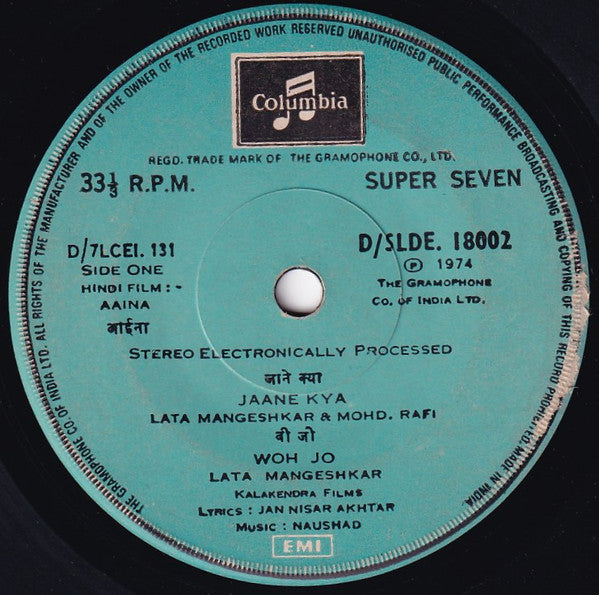 ALL RIGHTS OF THE MANUFACTURER AND OF THE OWNER OF THE RECORDED WORK RESERVED UNAUTHORISED PUBLIC PERFORMANCE BROADCASTING AND COPYING OF THIS RECORD PROHIBITED. MADE IN INDIA.
THE GRAMOPHONE CO. OF INDIA LTD.
Columbia
REGD. TRADE MARK OF THE GRAMOPHONE CO., LTD.
33⅓ R.P.M.
SUPER SEVEN
D/7LCEI. 131
D/SLDE. 18002
SIDE ONE
Ⓟ 1974
HINDI FILM :-
THE GRAMOPHONE
AAINA
CO. OF INDIA LTD.
आईना
STEREO ELECTRONICALLY PROCESSED
जाने क्या
JAANE KYA
LATA MANGESHKAR & MOHD. RAFI
वो जो
WOH JO
LATA MANGESHKAR
KALAKENDRA FILMS
LYRICS : JAN NISAR AKHTAR
MUSIC : NAUSHAD
EMI